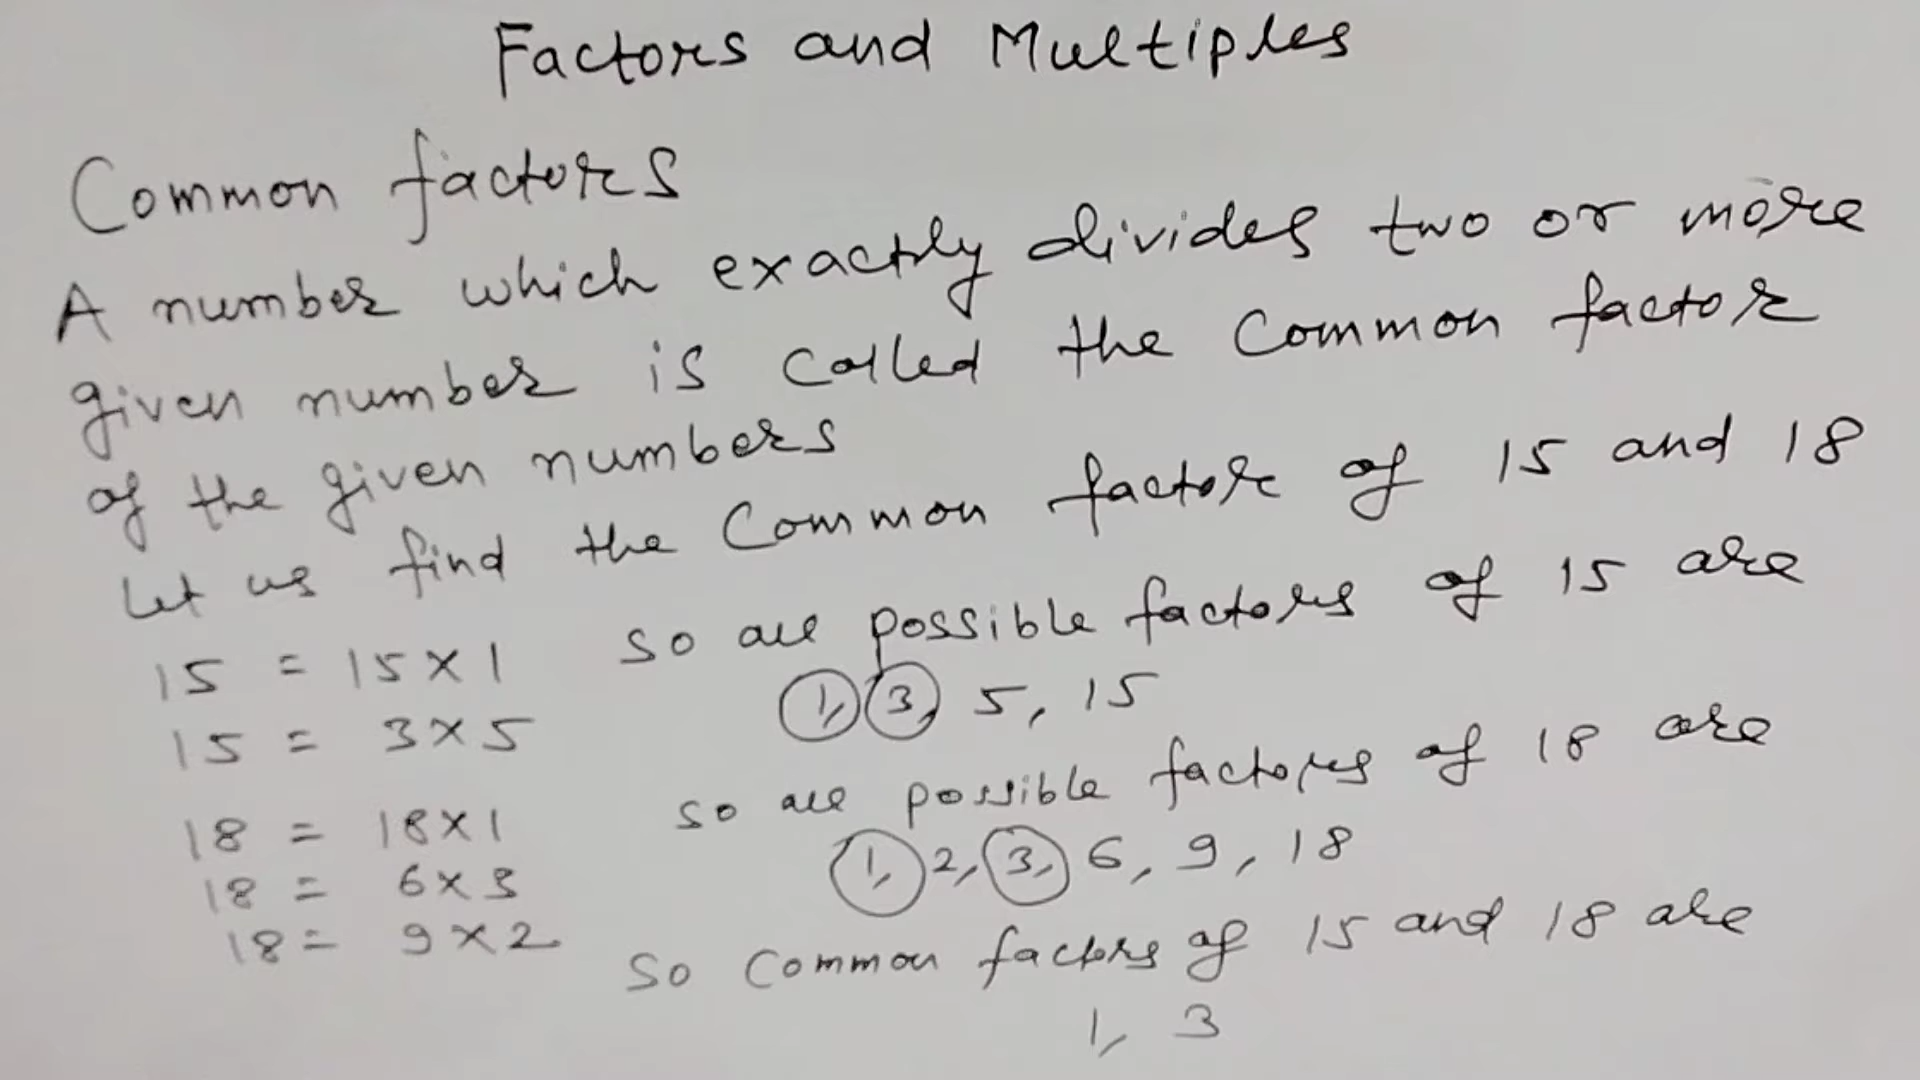 Factors and Multiples
Common factors
A number which exactly divides two or more
given number is called the common factor
of the given numbers
Let us find the common factor of 15 and 18
15 = 15 × 1
so all possible factors of 15 are
15 = 3 × 5
1, 3, 5, 15
18 = 18 × 1
so all possible factors of 18 are
18 = 6 × 3
1, 2, 3, 6, 9, 18
18 = 9 × 2
so common factors of 15 and 18 are
1, 3